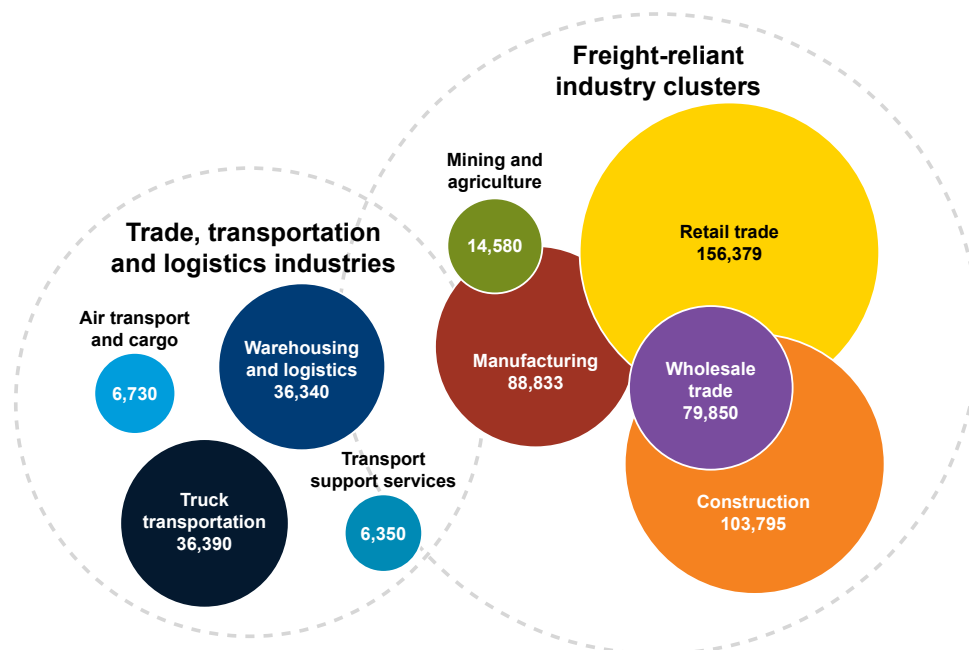 Freight-reliant
industry clusters
Mining and
agriculture
14,580
Retail trade
156,379
Manufacturing
88,833
Wholesale
trade
79,850
Construction
103,795
Trade, transportation
and logistics industries
Air transport
and cargo
6,730
Warehousing
and logistics
36,340
Truck
transportation
36,390
Transport
support services
6,350